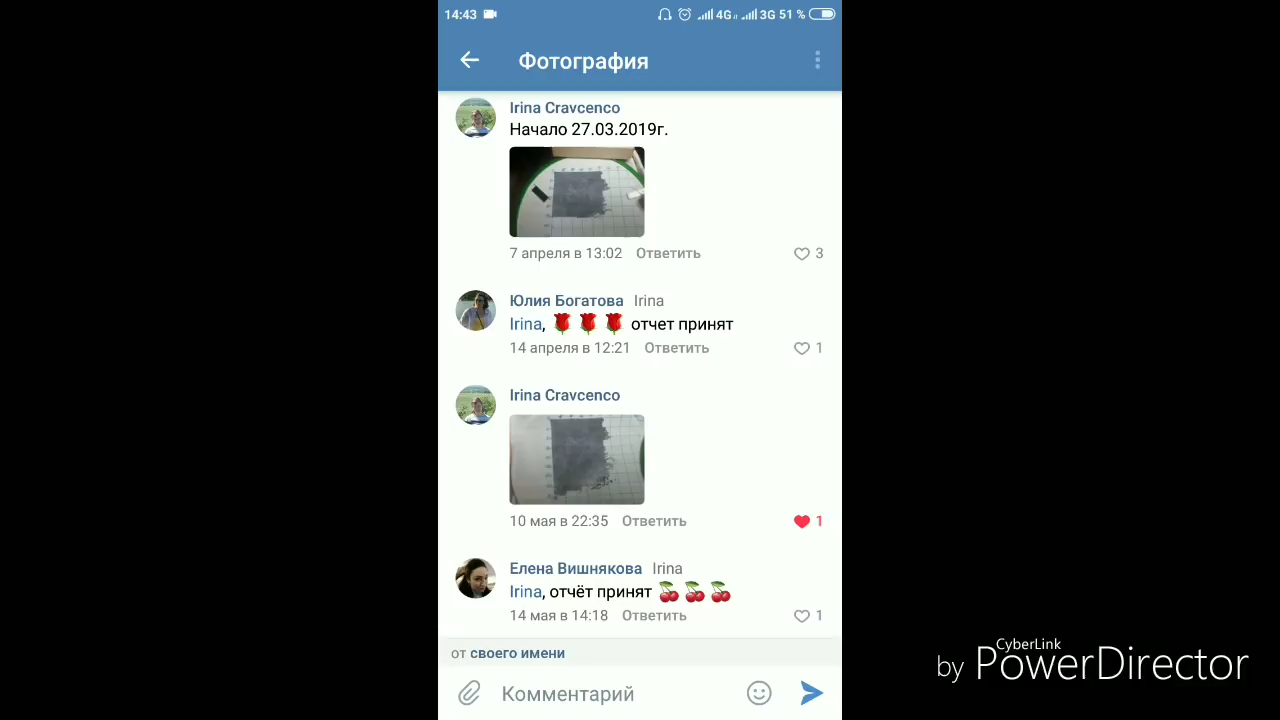 14:43 4G 3G 51 %
Фотография
Irina Cravcenco
Начало 27.03.2019г.
7 апреля в 13:02 Ответить 3
Юлия Богатова Irina
Irina, 🌹🌹🌹 отчет принят
14 апреля в 12:21 Ответить 1
Irina Cravcenco
10 мая в 22:35 Ответить 1
Елена Вишнякова Irina
Irina, отчёт принят 🍒🍒🍒
14 мая в 14:18 Ответить 1
от своего имени
Комментарий
CyberLink
by PowerDirector